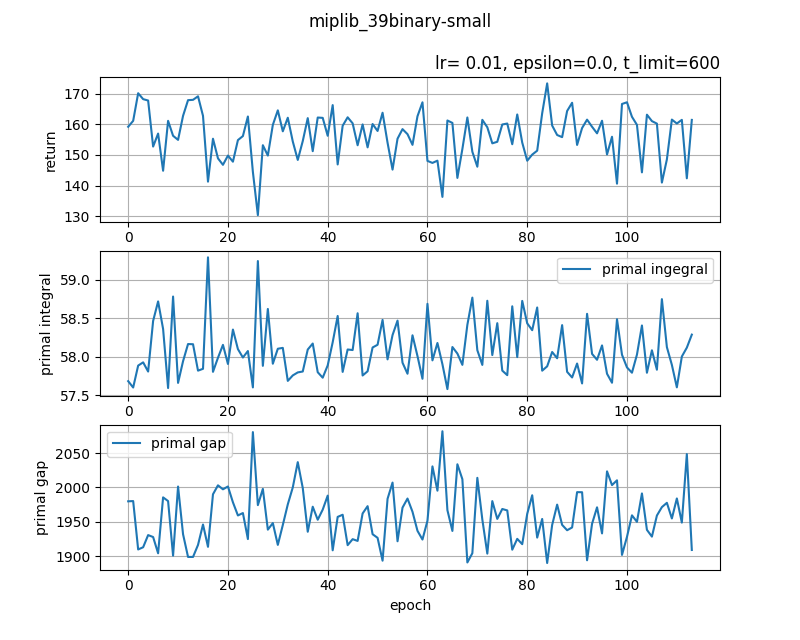 miplib_39binary-small
lr= 0.01, epsilon=0.0, t_limit=600
return
170
160
150
140
130
0 20 40 60 80 100
primal integral
59.0
58.5
58.0
57.5
primal ingegral
0 20 40 60 80 100
primal gap
2050
2000
1950
1900
primal gap
0 20 40 60 80 100
epoch